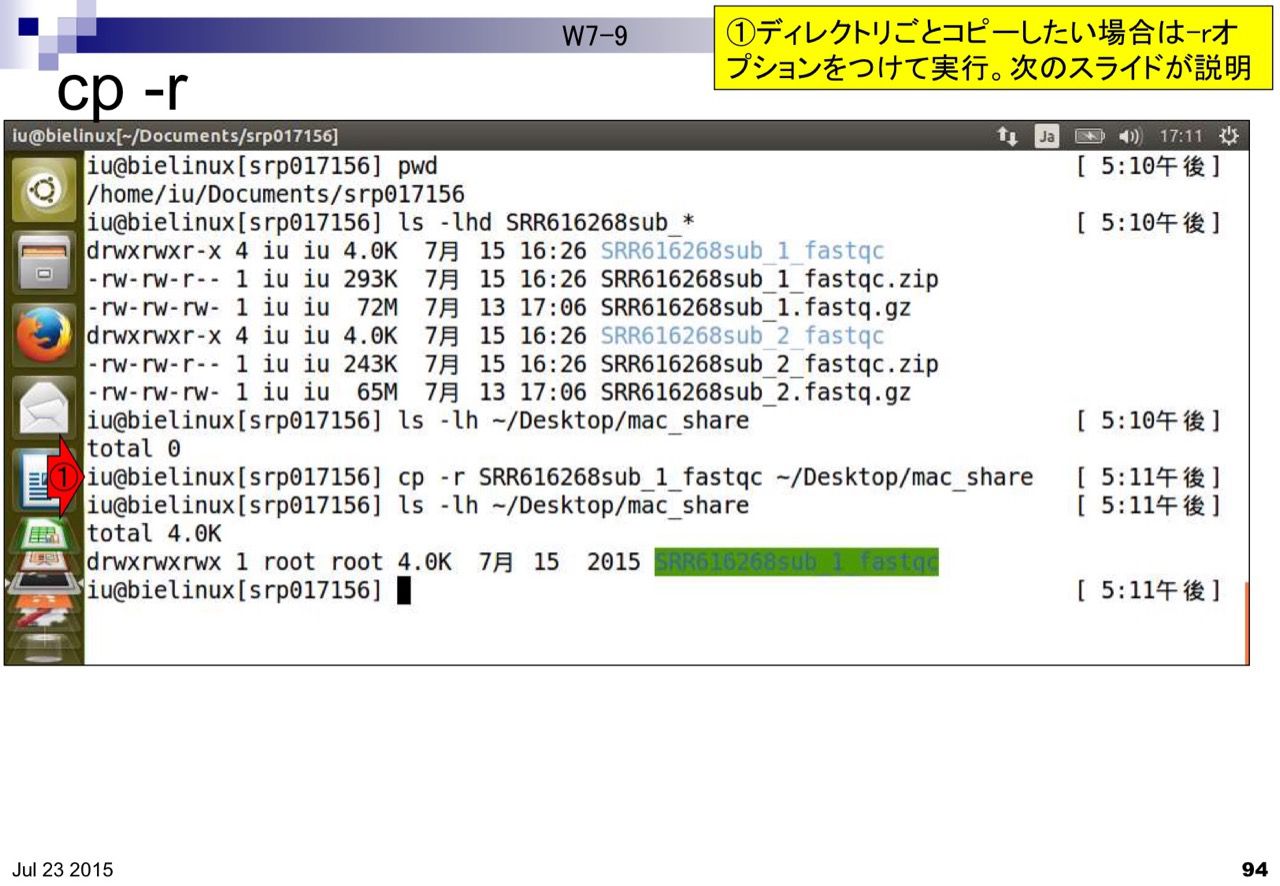 W7-9
①ディレクトリごとコピーしたい場合は-rオ
プションをつけて実行。次のスライドが説明
cp -r
iu@bielinux[~/Documents/srp017156] Ja 17:11
iu@bielinux[srp017156] pwd [ 5:10午後]
/home/iu/Documents/srp017156
iu@bielinux[srp017156] ls -lhd SRR616268sub_* [ 5:10午後]
drwxrwxr-x 4 iu iu 4.0K 7月 15 16:26 SRR616268sub_1_fastqc
-rw-rw-r-- 1 iu iu 293K 7月 15 16:26 SRR616268sub_1_fastqc.zip
-rw-rw-rw- 1 iu iu 72M 7月 13 17:06 SRR616268sub_1.fastq.gz
drwxrwxr-x 4 iu iu 4.0K 7月 15 16:26 SRR616268sub_2_fastqc
-rw-rw-r-- 1 iu iu 243K 7月 15 16:26 SRR616268sub_2_fastqc.zip
-rw-rw-rw- 1 iu iu 65M 7月 13 17:06 SRR616268sub_2.fastq.gz
iu@bielinux[srp017156] ls -lh ~/Desktop/mac_share [ 5:10午後]
total 0
①iu@bielinux[srp017156] cp -r SRR616268sub_1_fastqc ~/Desktop/mac_share [ 5:11午後]
iu@bielinux[srp017156] ls -lh ~/Desktop/mac_share [ 5:11午後]
total 4.0K
drwxrwxrwx 1 root root 4.0K 7月 15 2015 SRR616268sub_1_fastqc
iu@bielinux[srp017156] [ 5:11午後]
Jul 23 2015
94